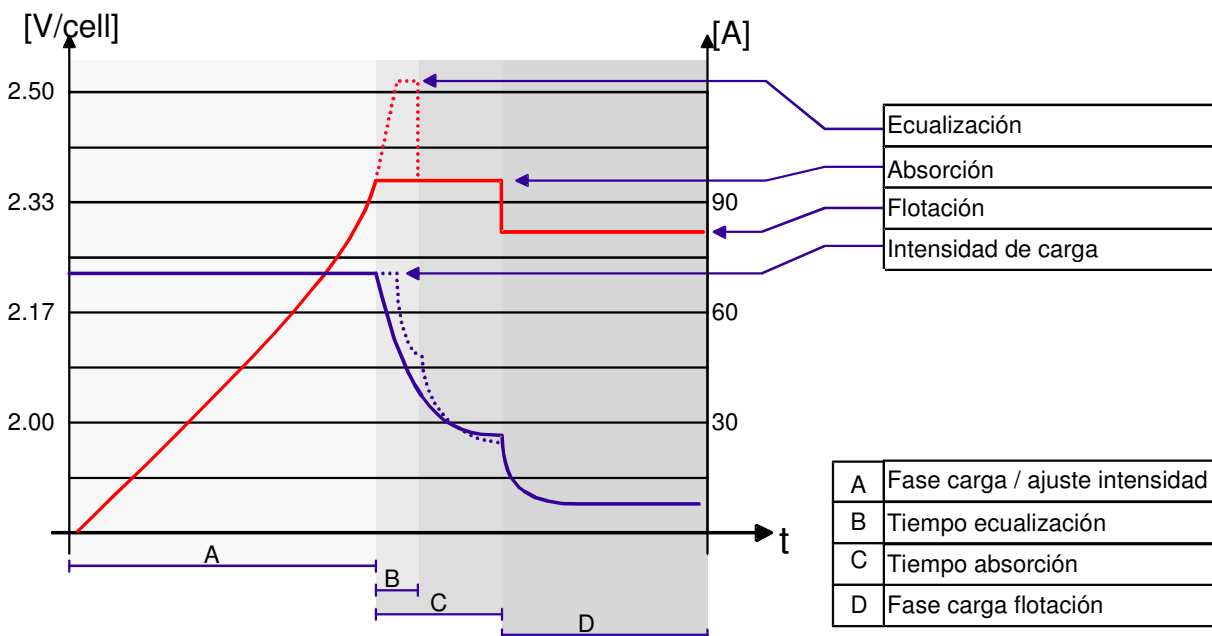 [V/cell]
[A]
2.50
2.33
2.17
2.00
90
60
30
t
Ecualización
Absorción
Flotación
Intensidad de carga
A
B
C
D
A Fase carga / ajuste intensidad
B Tiempo ecualización
C Tiempo absorción
D Fase carga flotación